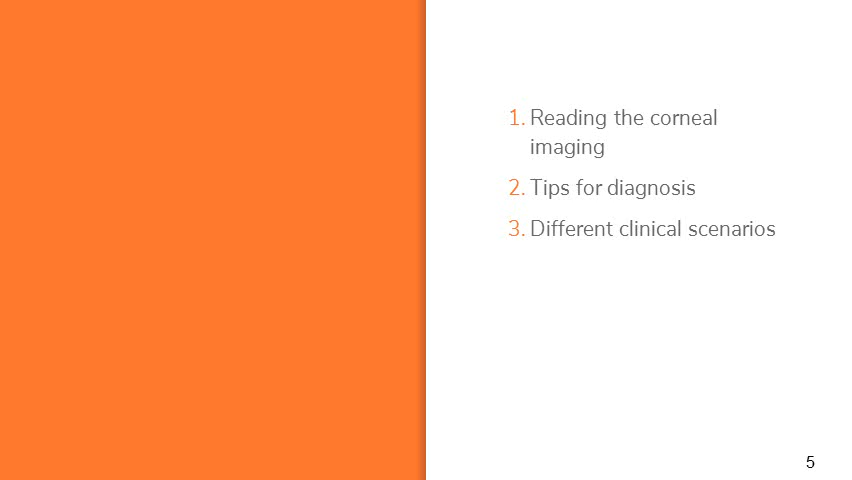 1. Reading the corneal
imaging
2. Tips for diagnosis
3. Different clinical scenarios
5